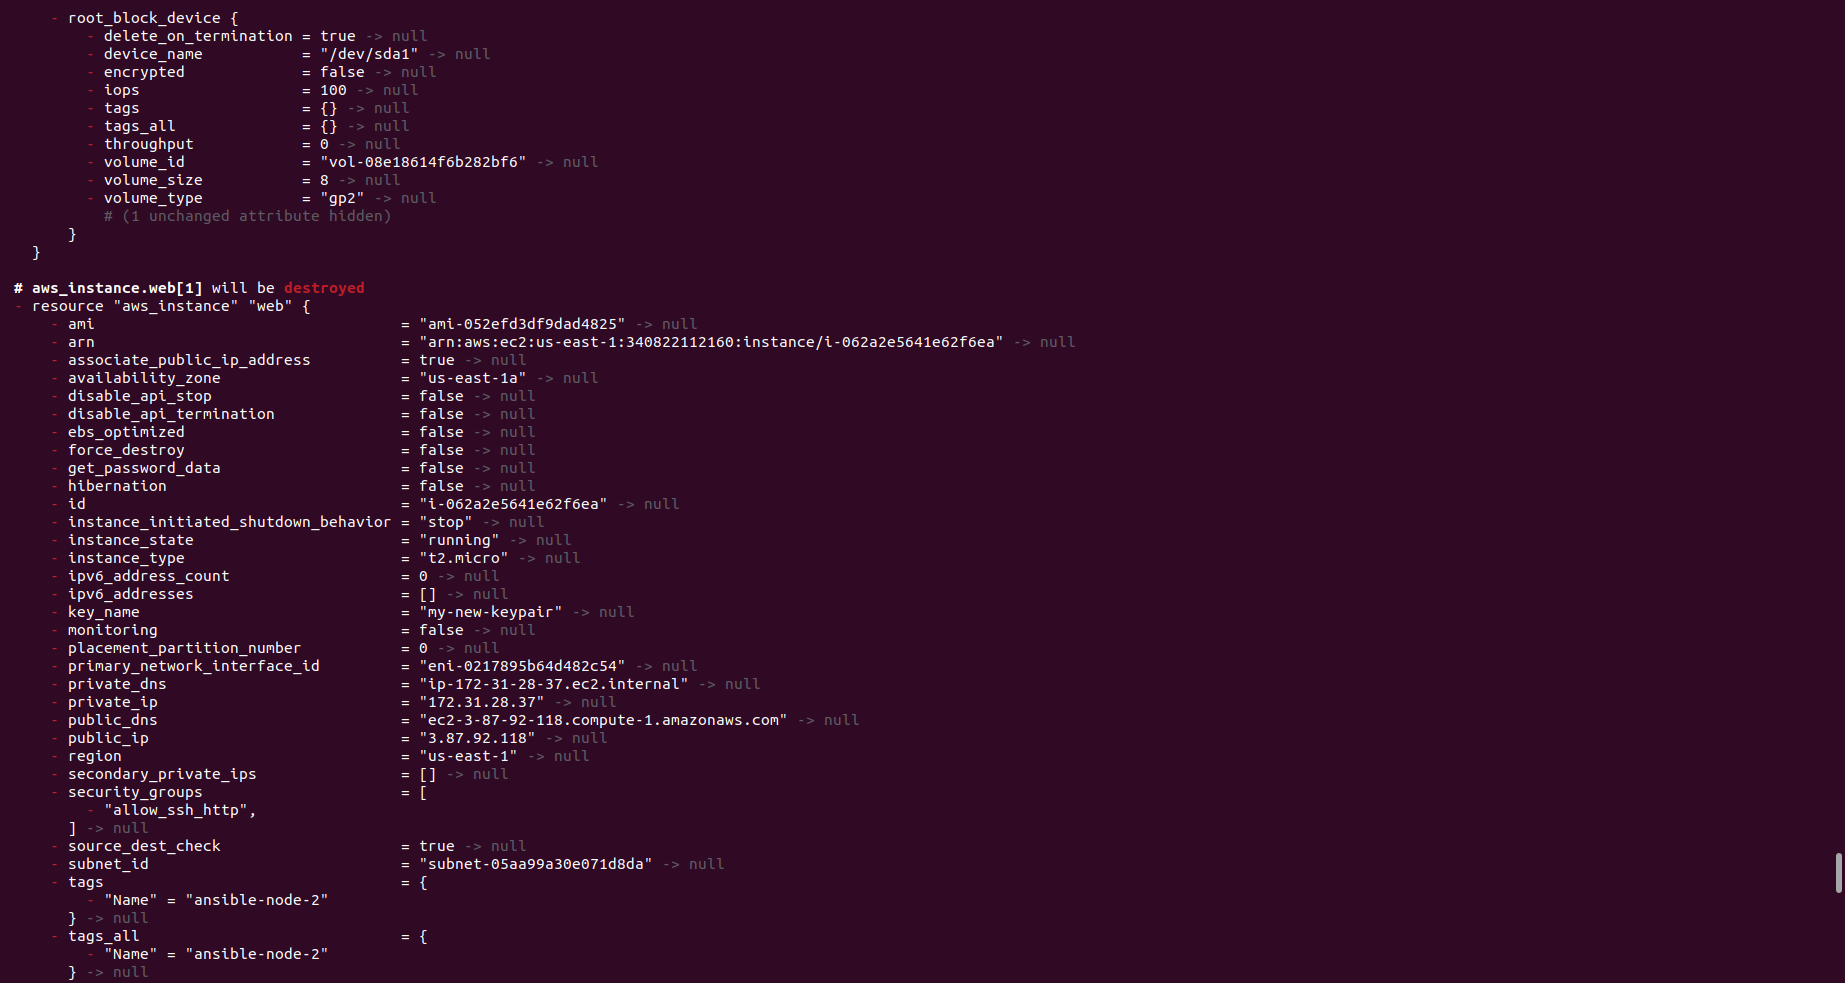 - root_block_device {
- delete_on_termination = true -> null
- device_name = "/dev/sda1" -> null
- encrypted = false -> null
- iops = 100 -> null
- tags = {} -> null
- tags_all = {} -> null
- throughput = 0 -> null
- volume_id = "vol-08e18614f6b282bf6" -> null
- volume_size = 8 -> null
- volume_type = "gp2" -> null
# (1 unchanged attribute hidden)
}
}
# aws_instance.web[1] will be destroyed
- resource "aws_instance" "web" {
- ami = "ami-052efd3df9dad4825" -> null
- arn = "arn:aws:ec2:us-east-1:340822112160:instance/i-062a2e5641e62f6ea" -> null
- associate_public_ip_address = true -> null
- availability_zone = "us-east-1a" -> null
- disable_api_stop = false -> null
- disable_api_termination = false -> null
- ebs_optimized = false -> null
- force_destroy = false -> null
- get_password_data = false -> null
- hibernation = false -> null
- id = "i-062a2e5641e62f6ea" -> null
- instance_initiated_shutdown_behavior = "stop" -> null
- instance_state = "running" -> null
- instance_type = "t2.micro" -> null
- ipv6_address_count = 0 -> null
- ipv6_addresses = [] -> null
- key_name = "my-new-keypair" -> null
- monitoring = false -> null
- placement_partition_number = 0 -> null
- primary_network_interface_id = "eni-0217895b64d482c54" -> null
- private_dns = "ip-172-31-28-37.ec2.internal" -> null
- private_ip = "172.31.28.37" -> null
- public_dns = "ec2-3-87-92-118.compute-1.amazonaws.com" -> null
- public_ip = "3.87.92.118" -> null
- region = "us-east-1" -> null
- secondary_private_ips = [] -> null
- security_groups = [
- "allow_ssh_http",
] -> null
- source_dest_check = true -> null
- subnet_id = "subnet-05aa99a30e071d8da" -> null
- tags = {
- "Name" = "ansible-node-2"
} -> null
- tags_all = {
- "Name" = "ansible-node-2"
} -> null